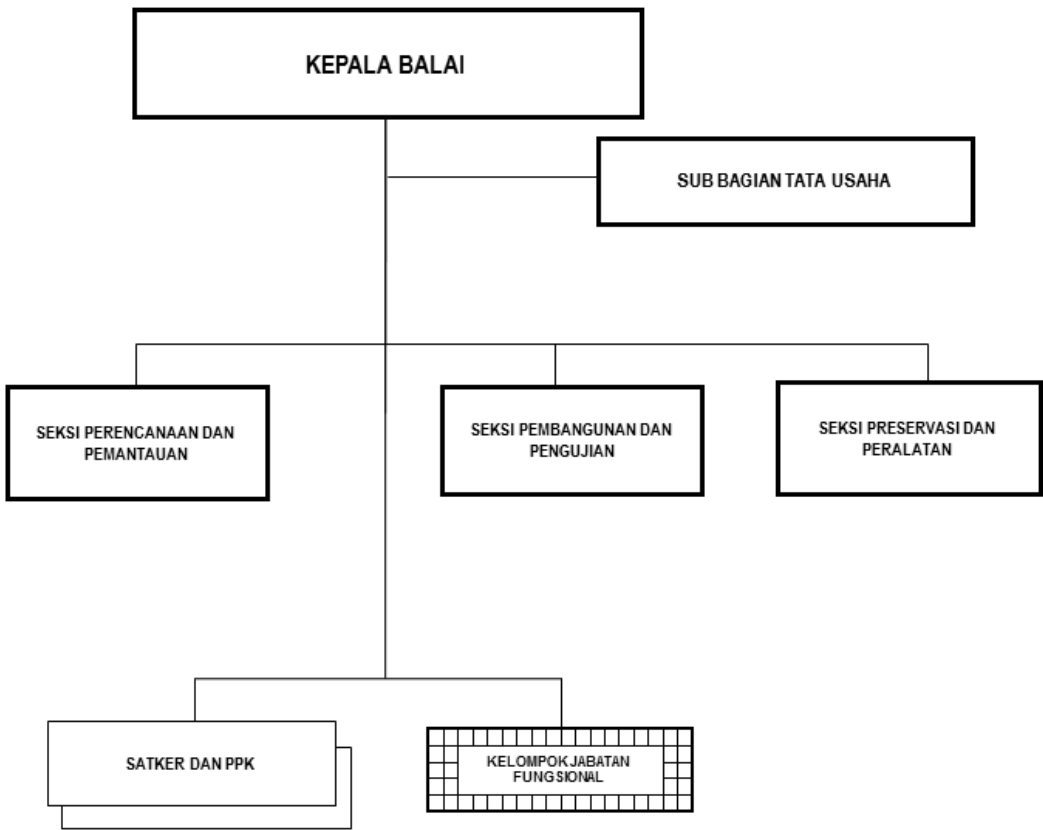 KEPALA BALAI
SUB BAGIAN TATA USAHA
SEKSI PERENCANAAN DAN
PEMANTAUAN
SEKSI PEMBANGUNAN DAN
PENGUJIAN
SEKSI PRESERVASI DAN
PERALATAN
SATKER DAN PPK
KELOMPOK JABATAN
FUNGSIONAL